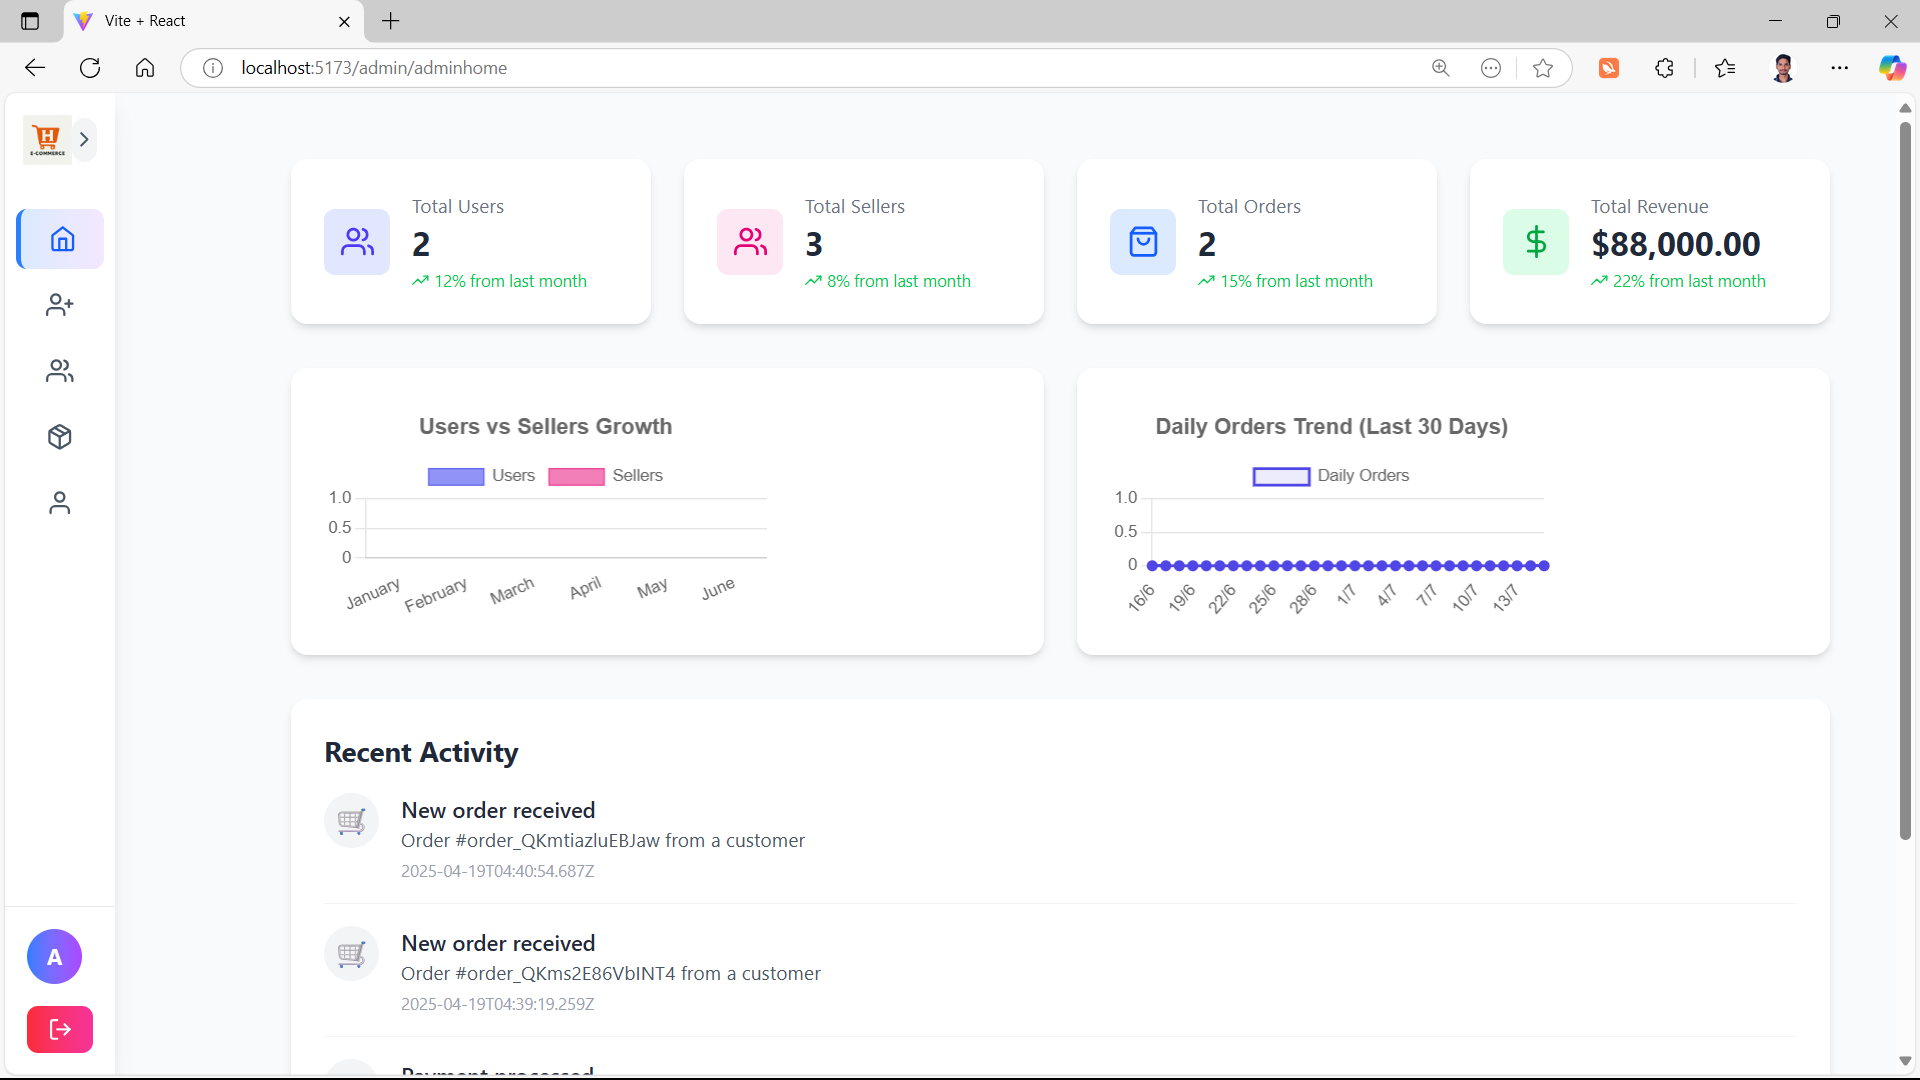 Vite + React
localhost:5173/admin/adminhome
H
E-COMMERCE
Total Users
2
12% from last month
Total Sellers
3
8% from last month
Total Orders
2
15% from last month
$
Total Revenue
$88,000.00
22% from last month
Users vs Sellers Growth
Users Sellers
1.0
0.5
0
January February March April May June
Daily Orders Trend (Last 30 Days)
Daily Orders
1.0
0.5
0
16/6 19/6 22/6 25/6 28/6 1/7 4/7 7/7 10/7 13/7
Recent Activity
New order received
Order #order_QKmtiazluEBJaw from a customer
2025-04-19T04:40:54.687Z
New order received
Order #order_QKms2E86VbINT4 from a customer
2025-04-19T04:39:19.259Z
Payment processed
A